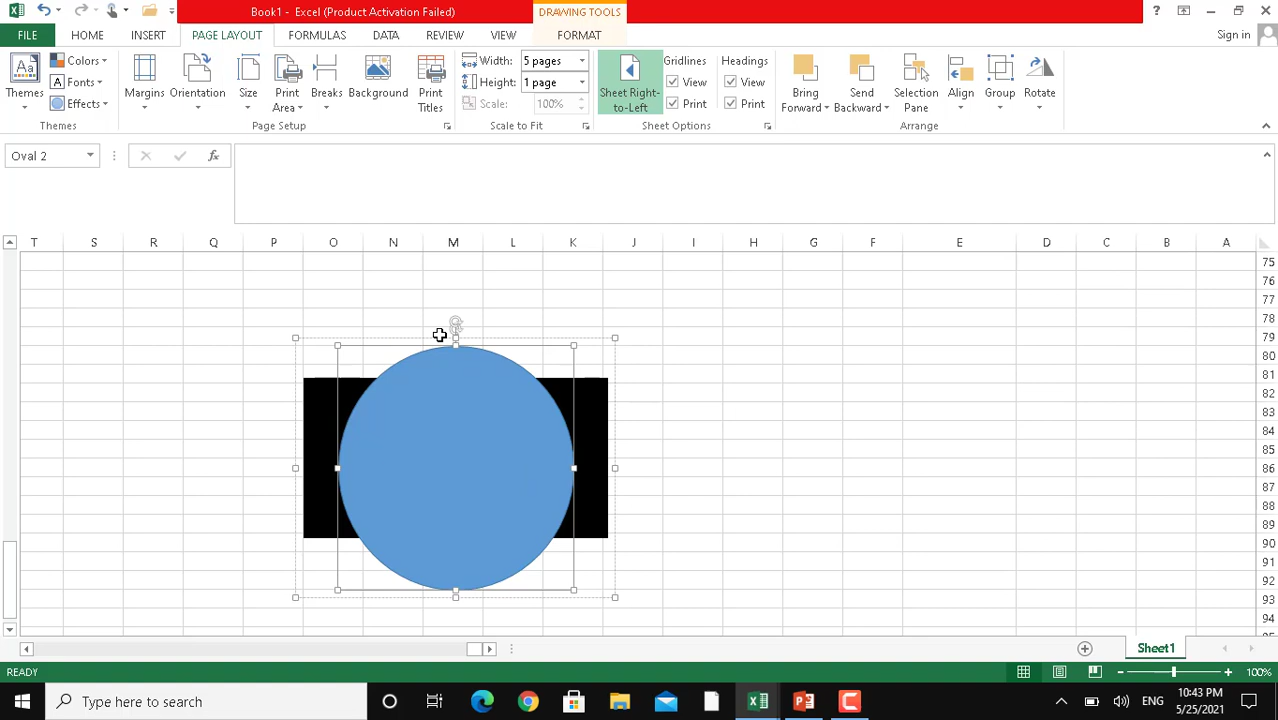 Book1 - Excel (Product Activation Failed)
DRAWING TOOLS
?
FILE
HOME
INSERT
PAGE LAYOUT
FORMULAS
DATA
REVIEW
VIEW
FORMAT
Sign in
Themes
Colors
Fonts
Effects
Themes
Margins
Orientation
Size
Print Area
Breaks
Background
Print Titles
Page Setup
Width: 5 pages
Height: 1 page
Scale: 100%
Scale to Fit
Sheet Right-to-Left
Gridlines
View
Print
Headings
View
Print
Sheet Options
Bring Forward
Send Backward
Selection Pane
Align
Group
Rotate
Arrange
Oval 2
fx
T S R Q P O N M L K J I H G F E D C B A
75
76
77
78
79
80
81
82
83
84
85
86
87
88
89
90
91
92
93
Sheet1
READY
100%
Type here to search
ENG
10:43 PM
5/25/2021